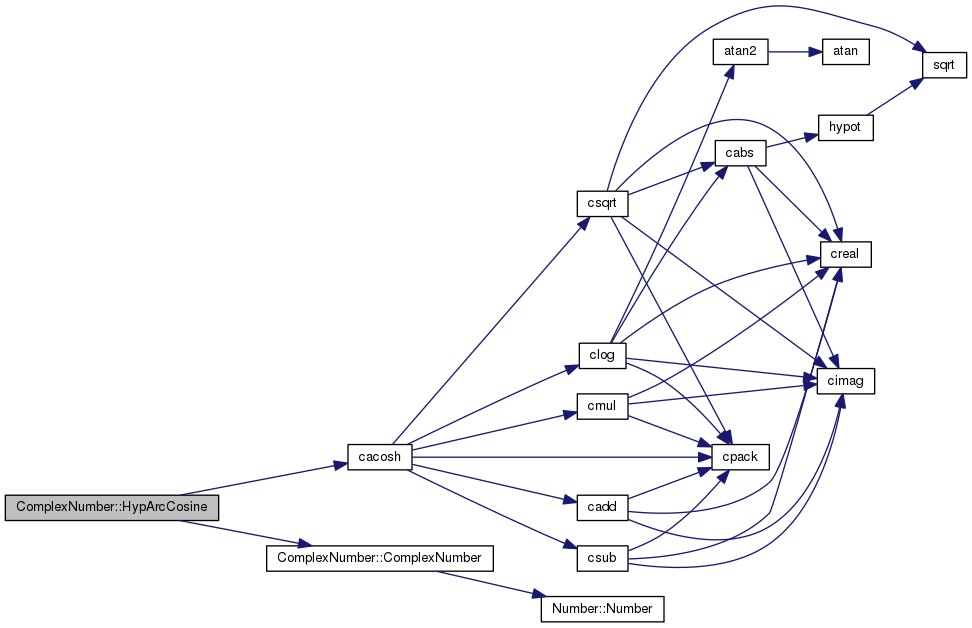 atan2
atan
sqrt
hypot
cabs
csqrt
creal
clog
cimag
cmul
cacosh
cpack
ComplexNumber::HypArcCosine
cadd
ComplexNumber::ComplexNumber
csub
Number::Number